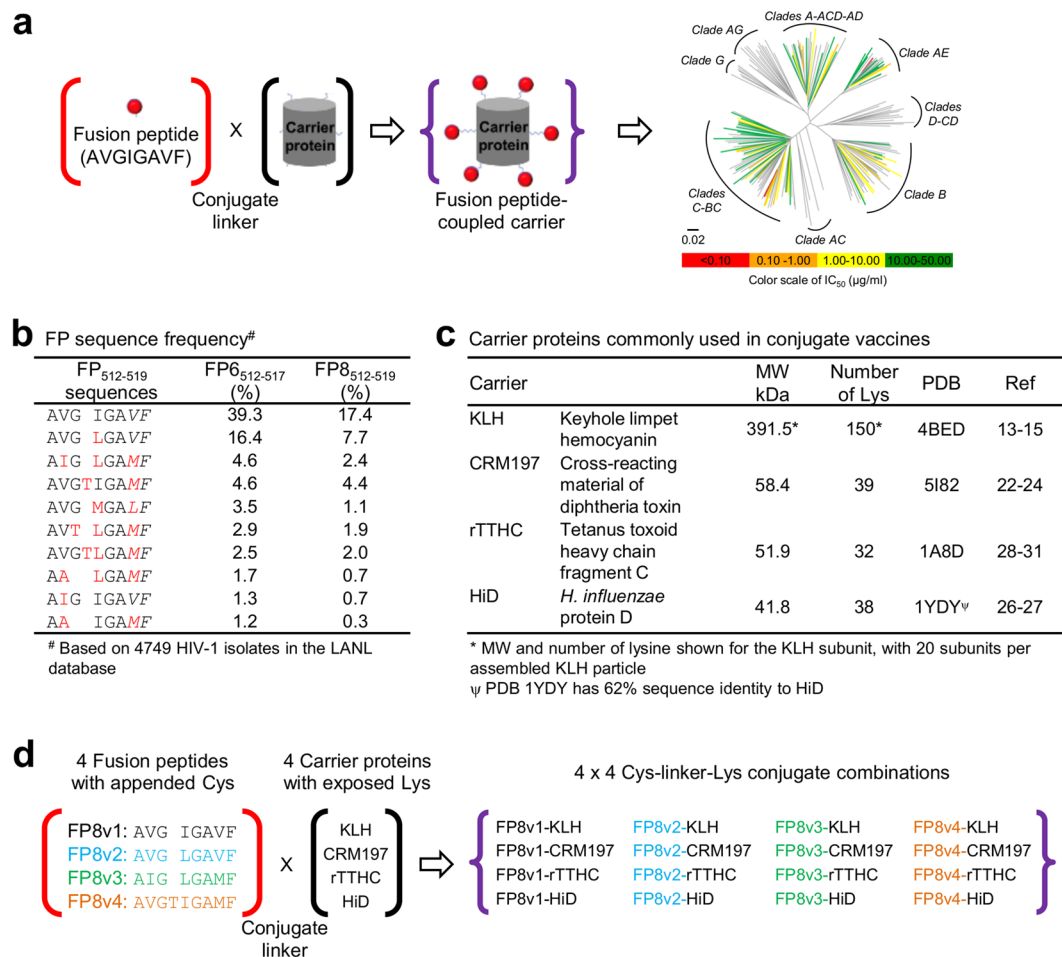 a
Fusion peptide
(AVGIGAVF)
X
Carrier
protein
Conjugate
linker
Carrier
protein
Fusion peptide-
coupled carrier
Clades A-ACD-AD
Clade AG
Clade G
Clade AE
Clades
D-CD
Clades
C-BC
Clade B
Clade AC
0.02
<0.10 0.10 -1.00 1.00-10.00 10.00-50.00
Color scale of IC50 (µg/ml)
b FP sequence frequency#
FP512-519 sequences FP6512-517 (%) FP8512-519 (%)
AVG IGAVF 39.3 17.4
AVG LGAVF 16.4 7.7
AIG LGAMF 4.6 2.4
AVGTIGAMF 4.6 4.4
AVG MGALF 3.5 1.1
AVT LGAMF 2.9 1.9
AVGTLGAMF 2.5 2.0
AA LGAMF 1.7 0.7
AIG IGAVF 1.3 0.7
AA IGAMF 1.2 0.3
# Based on 4749 HIV-1 isolates in the LANL
database
c Carrier proteins commonly used in conjugate vaccines
Carrier MW kDa Number of Lys PDB Ref
KLH Keyhole limpet hemocyanin 391.5* 150* 4BED 13-15
CRM197 Cross-reacting material of diphtheria toxin 58.4 39 5I82 22-24
rTTHC Tetanus toxoid heavy chain fragment C 51.9 32 1A8D 28-31
HiD H. influenzae protein D 41.8 38 1YDYψ 26-27
* MW and number of lysine shown for the KLH subunit, with 20 subunits per
assembled KLH particle
ψ PDB 1YDY has 62% sequence identity to HiD
d
4 Fusion peptides
with appended Cys
FP8v1: AVG IGAVF
FP8v2: AVG LGAVF
FP8v3: AIG LGAMF
FP8v4: AVGTIGAMF
X
Conjugate
linker
4 Carrier proteins
with exposed Lys
KLH
CRM197
rTTHC
HiD
4 x 4 Cys-linker-Lys conjugate combinations
FP8v1-KLH FP8v2-KLH FP8v3-KLH FP8v4-KLH
FP8v1-CRM197 FP8v2-CRM197 FP8v3-CRM197 FP8v4-CRM197
FP8v1-rTTHC FP8v2-rTTHC FP8v3-rTTHC FP8v4-rTTHC
FP8v1-HiD FP8v2-HiD FP8v3-HiD FP8v4-HiD